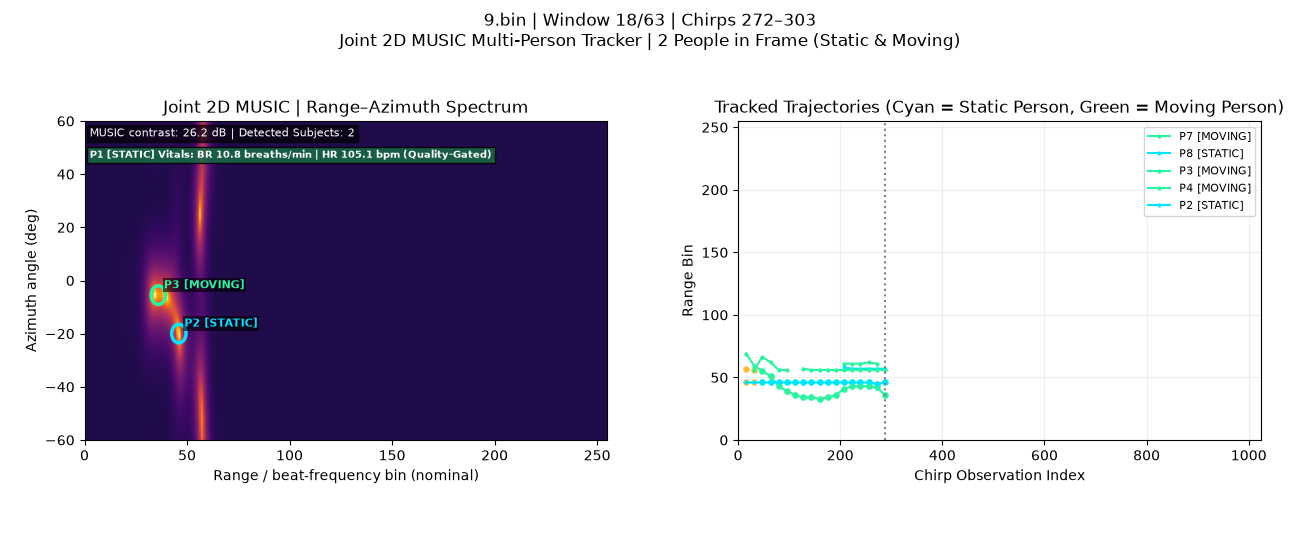 9.bin | Window 18/63 | Chirps 272–303
Joint 2D MUSIC Multi-Person Tracker | 2 People in Frame (Static & Moving)
Joint 2D MUSIC | Range–Azimuth Spectrum
MUSIC contrast: 26.2 dB | Detected Subjects: 2
P1 [STATIC] Vitals: BR 10.8 breaths/min | HR 105.1 bpm (Quality-Gated)
P3 [MOVING]
P2 [STATIC]
60
40
20
0
−20
−40
−60
Azimuth angle (deg)
0
50
100
150
200
250
Range / beat-frequency bin (nominal)
Tracked Trajectories (Cyan = Static Person, Green = Moving Person)
P7 [MOVING]
P8 [STATIC]
P3 [MOVING]
P4 [MOVING]
P2 [STATIC]
250
200
150
100
50
0
Range Bin
0
200
400
600
800
1000
Chirp Observation Index